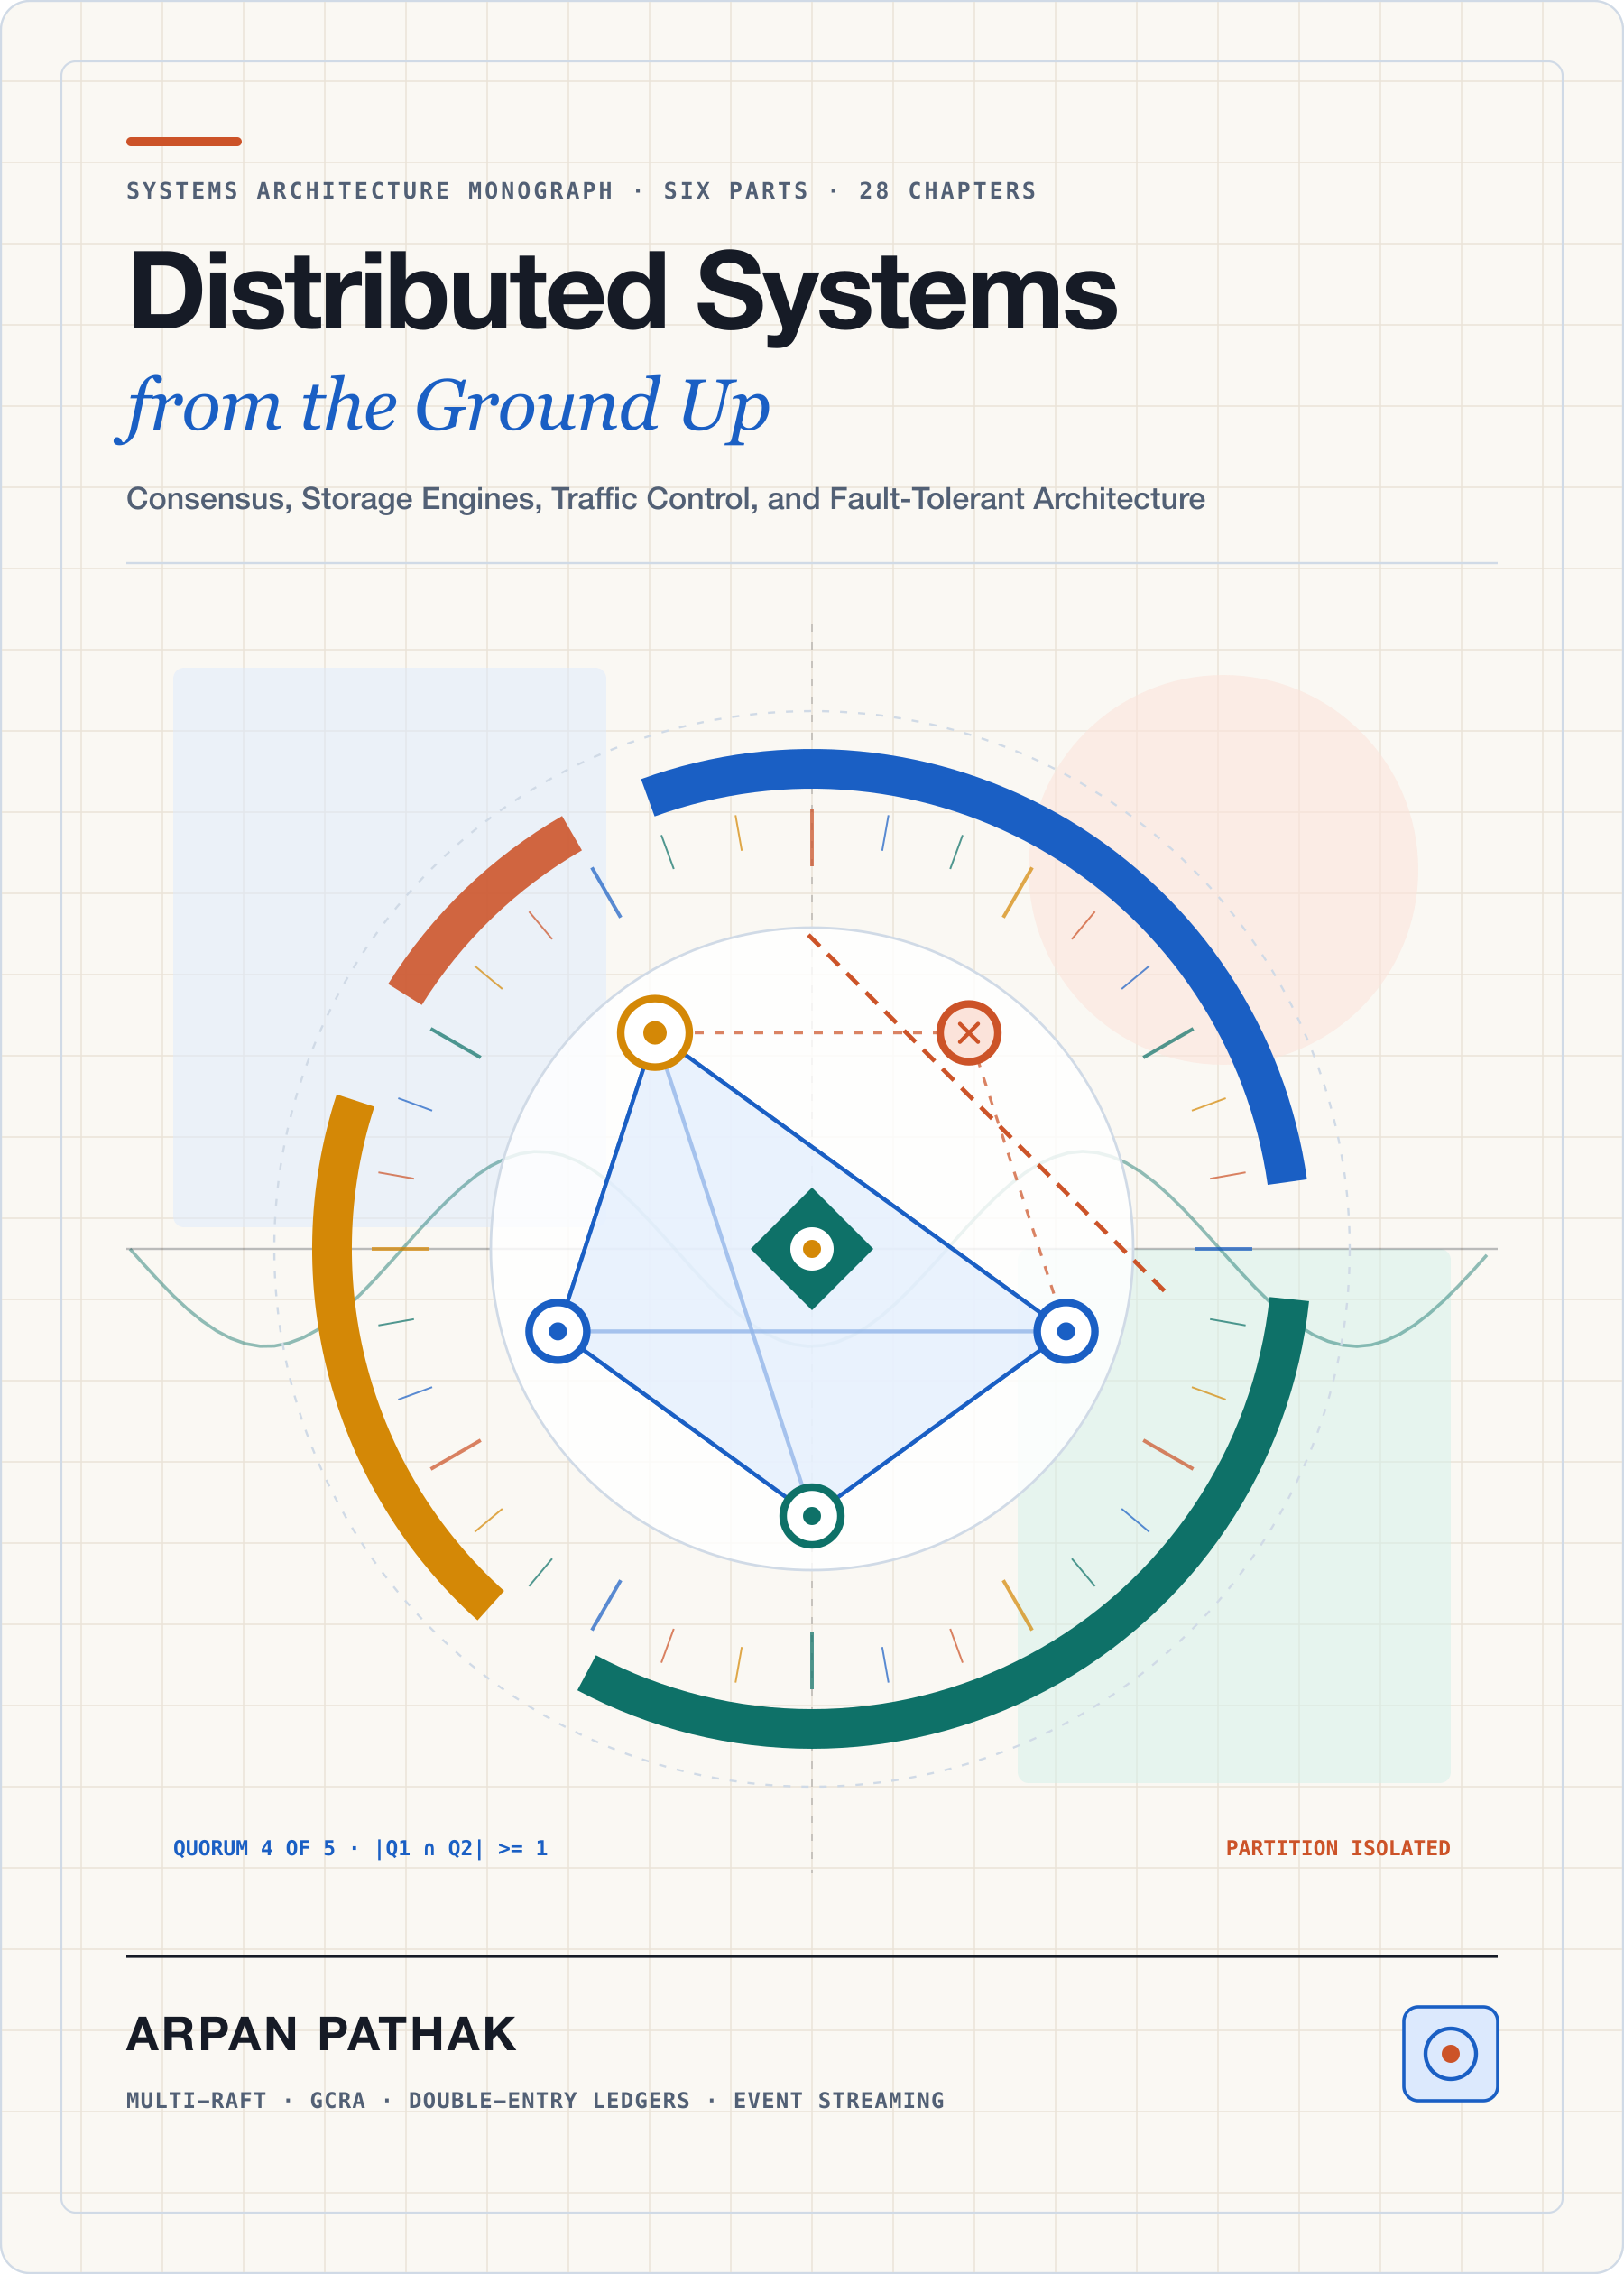 SYSTEMS ARCHITECTURE MONOGRAPH · SIX PARTS · 28 CHAPTERS
Distributed Systems
from the Ground Up
Consensus, Storage Engines, Traffic Control, and Fault-Tolerant Architecture
QUORUM 4 OF 5 · |Q1 ∩ Q2| >= 1
PARTITION ISOLATED
ARPAN PATHAK
MULTI-RAFT · GCRA · DOUBLE-ENTRY LEDGERS · EVENT STREAMING